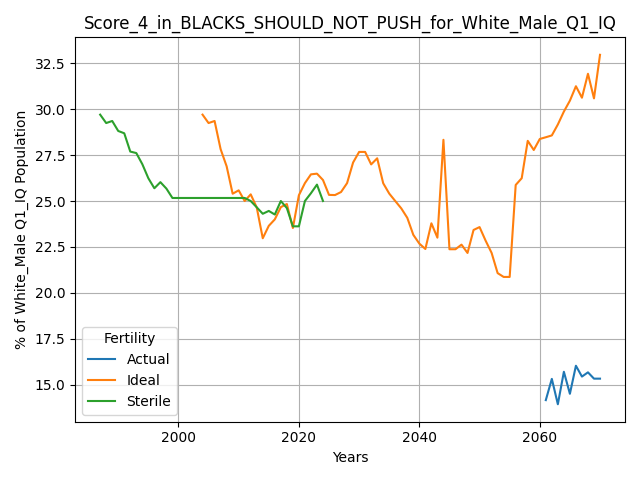 Score_4_in_BLACKS_SHOULD_NOT_PUSH_for_White_Male_Q1_IQ
% of White_Male Q1_IQ Population
32.5
30.0
27.5
25.0
22.5
20.0
17.5
15.0
Fertility
Actual
Ideal
Sterile
2000
2020
2040
2060
Years